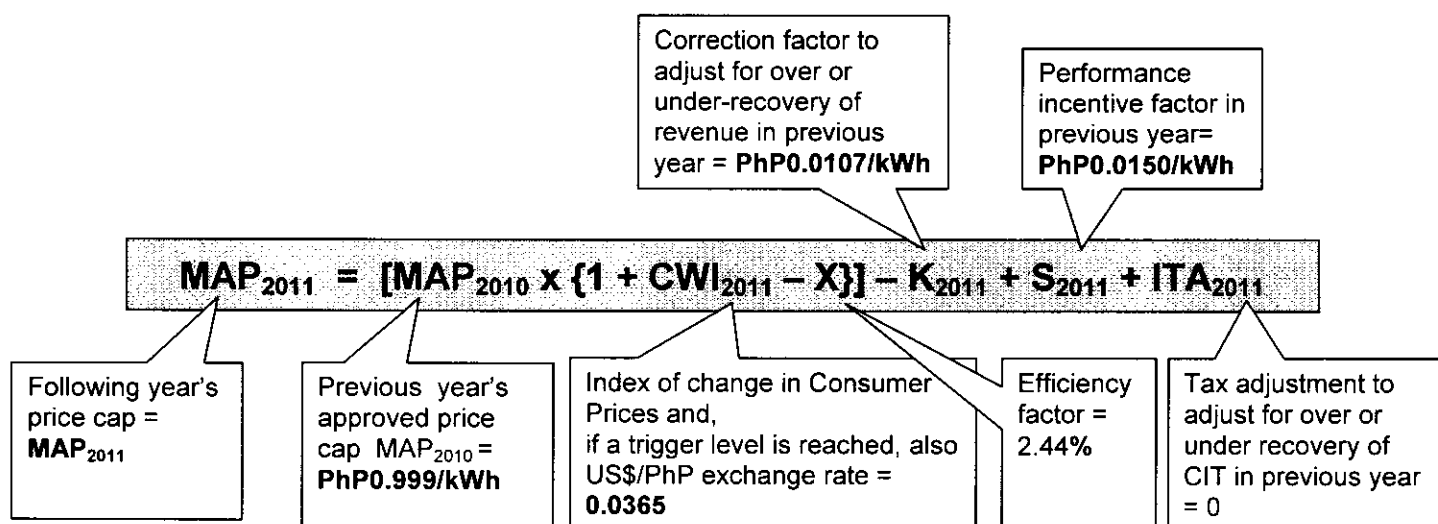 Correction factor to
adjust for over or
under-recovery of
revenue in previous
year = PhP0.0107/kWh
Performance
incentive factor in
previous year=
PhP0.0150/kWh
MAP2011 = [MAP2010 x {1 + CWI2011 – X}] – K2011 + S2011 + ITA2011
Following year's
price cap =
MAP2011
Previous year's
approved price
cap MAP2010 =
PhP0.999/kWh
Index of change in Consumer
Prices and,
if a trigger level is reached, also
US$/PhP exchange rate =
0.0365
Efficiency
factor =
2.44%
Tax adjustment to
adjust for over or
under recovery of
CIT in previous year
= 0